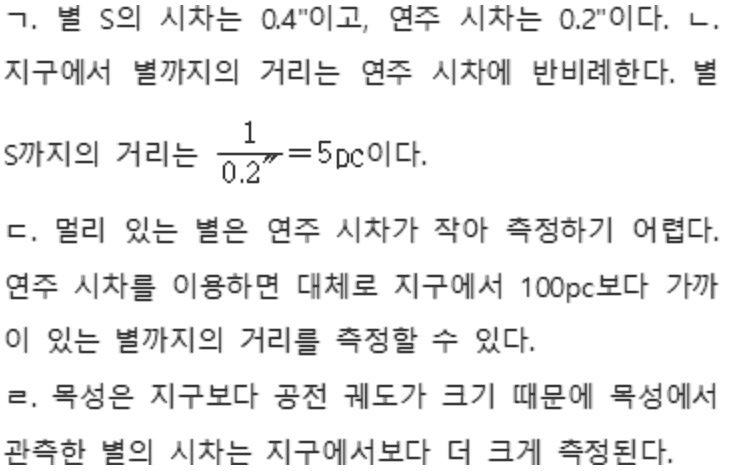 ㄱ. 별 S의 시차는 0.4"이고, 연주 시차는 0.2"이다. ㄴ.
지구에서 별까지의 거리는 연주 시차에 반비례한다. 별
S까지의 거리는 1/0.2″=5pc이다.
ㄷ. 멀리 있는 별은 연주 시차가 작아 측정하기 어렵다.
연주 시차를 이용하면 대체로 지구에서 100pc보다 가까
이 있는 별까지의 거리를 측정할 수 있다.
ㄹ. 목성은 지구보다 공전 궤도가 크기 때문에 목성에서
관측한 별의 시차는 지구에서보다 더 크게 측정된다.